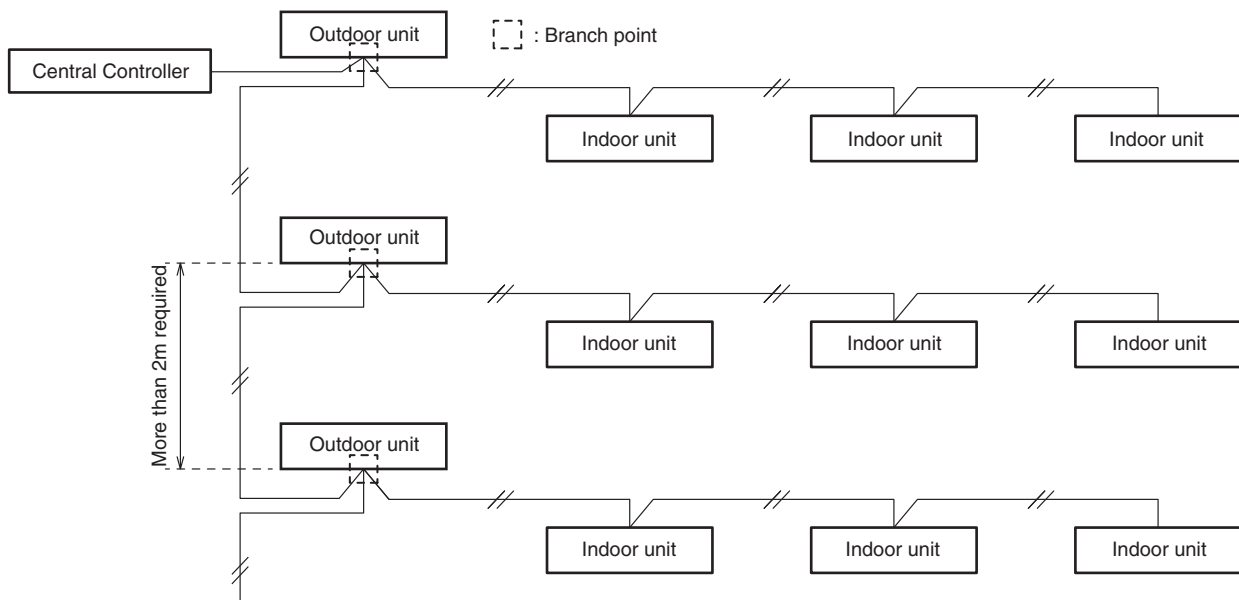 Outdoor unit
: Branch point
Central Controller
Indoor unit
Indoor unit
Indoor unit
Outdoor unit
More than 2m required
Indoor unit
Indoor unit
Indoor unit
Outdoor unit
Indoor unit
Indoor unit
Indoor unit